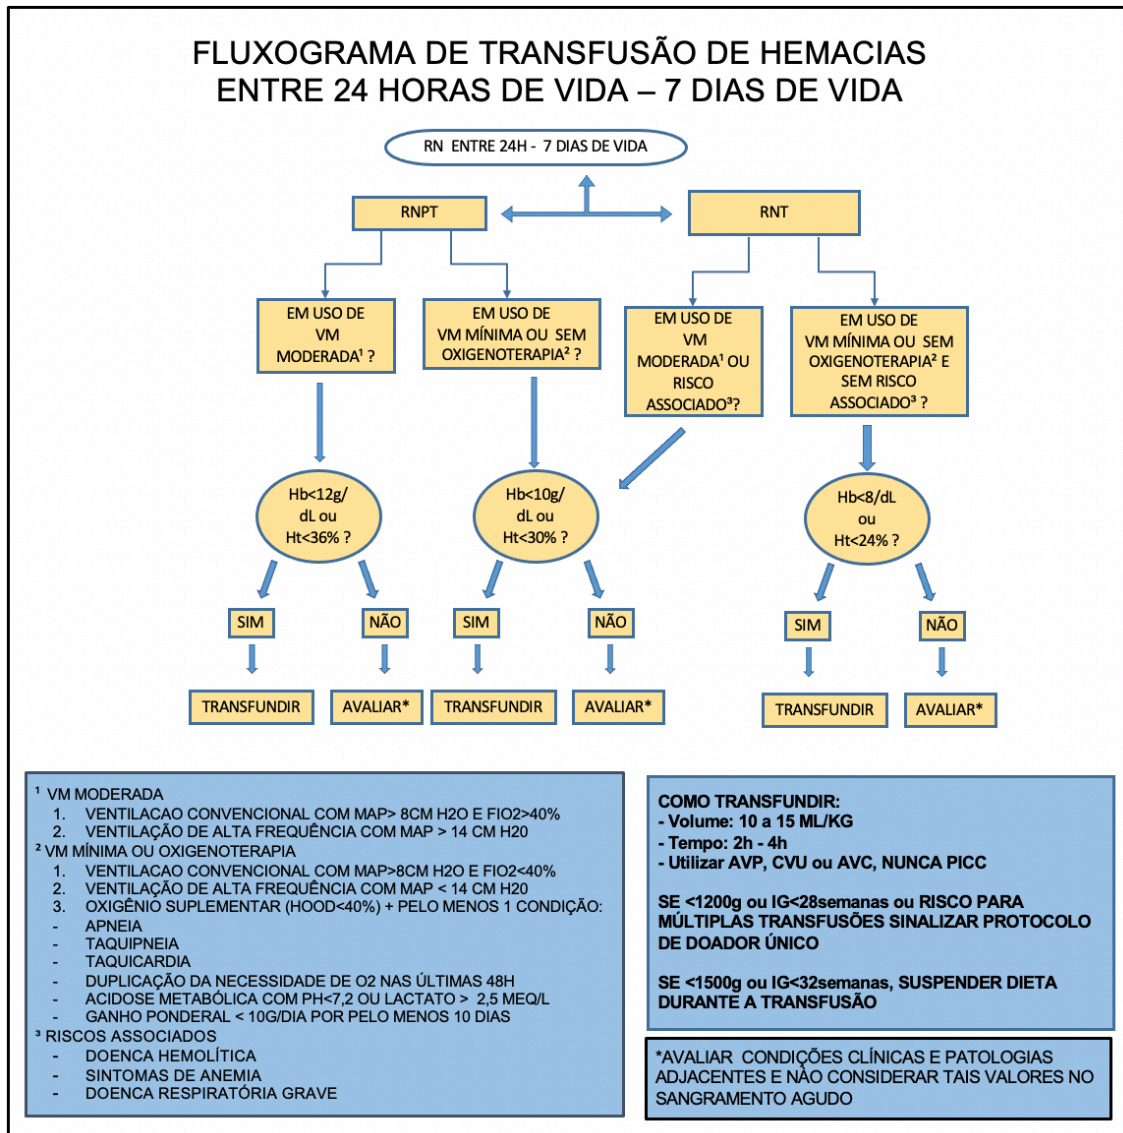 FLUXOGRAMA DE TRANSFUSÃO DE HEMACIAS
ENTRE 24 HORAS DE VIDA – 7 DIAS DE VIDA
RN ENTRE 24H - 7 DIAS DE VIDA
RNPT
RNT
EM USO DE
VM
MODERADA¹ ?
EM USO DE
VM MÍNIMA OU SEM
OXIGENOTERAPIA² ?
EM USO DE
VM
MODERADA¹ OU
RISCO
ASSOCIADO³?
EM USO DE
VM MÍNIMA OU SEM
OXIGENOTERAPIA² E
SEM RISCO
ASSOCIADO³ ?
Hb<12g/
dL ou
Ht<36% ?
Hb<10g/
dL ou
Ht<30% ?
Hb<8/dL
ou
Ht<24% ?
SIM
NÃO
SIM
NÃO
SIM
NÃO
TRANSFUNDIR
AVALIAR*
TRANSFUNDIR
AVALIAR*
TRANSFUNDIR
AVALIAR*
¹ VM MODERADA
1. VENTILACAO CONVENCIONAL COM MAP> 8CM H2O E FIO2>40%
2. VENTILAÇÃO DE ALTA FREQUÊNCIA COM MAP > 14 CM H20
² VM MÍNIMA OU OXIGENOTERAPIA
1. VENTILACAO CONVENCIONAL COM MAP>8CM H2O E FIO2<40%
2. VENTILAÇÃO DE ALTA FREQUÊNCIA COM MAP < 14 CM H20
3. OXIGÊNIO SUPLEMENTAR (HOOD<40%) + PELO MENOS 1 CONDIÇÃO:
- APNEIA
- TAQUIPNEIA
- TAQUICARDIA
- DUPLICAÇÃO DA NECESSIDADE DE O2 NAS ÚLTIMAS 48H
- ACIDOSE METABÓLICA COM PH<7,2 OU LACTATO > 2,5 MEQ/L
- GANHO PONDERAL < 10G/DIA POR PELO MENOS 10 DIAS
³ RISCOS ASSOCIADOS
- DOENCA HEMOLÍTICA
- SINTOMAS DE ANEMIA
- DOENCA RESPIRATÓRIA GRAVE
COMO TRANSFUNDIR:
- Volume: 10 a 15 ML/KG
- Tempo: 2h - 4h
- Utilizar AVP, CVU ou AVC, NUNCA PICC
SE <1200g ou IG<28semanas ou RISCO PARA
MÚLTIPLAS TRANSFUSÕES SINALIZAR PROTOCOLO
DE DOADOR ÚNICO
SE <1500g ou IG<32semanas, SUSPENDER DIETA
DURANTE A TRANSFUSÃO
*AVALIAR CONDIÇÕES CLÍNICAS E PATOLOGIAS
ADJACENTES E NÃO CONSIDERAR TAIS VALORES NO
SANGRAMENTO AGUDO